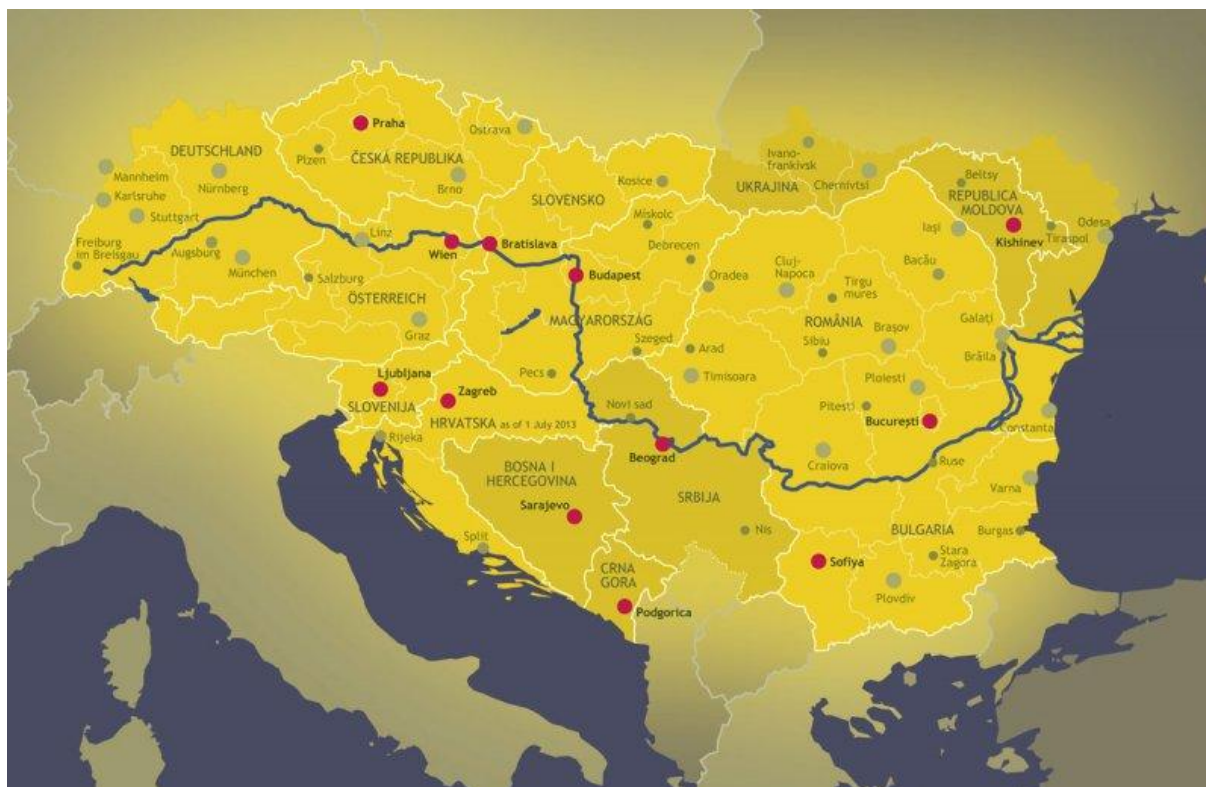 Praha
Ostrava
Plzen
ČESKÁ REPUBLIKA
Brno
DEUTSCHLAND
Mannheim
Nürnberg
Karlsruhe
Stuttgart
Freiburg
im Breisgau
Augsburg
München
Linz
Wien
Bratislava
Salzburg
ÖSTERREICH
Graz
SLOVENSKO
Kosice
Miskolc
Debrecen
Budapest
MAGYARORSZÁG
Szeged
Pecs
Ivano-
frankivsk
UKRAJINA
Chernivtsi
Beltsy
REPUBLICA
MOLDOVA
Kishinev
Tiraspol
Odesa
Iaşi
Oradea
Cluj-
Napoca
Tirgu
mures
Bacău
ROMÂNIA
Arad
Sibiu
Braşov
Timisoara
Galaţi
Brăila
Ploiesti
Pitesti
Bucureşti
Constanta
Craiova
Ljubljana
SLOVENIJA
Zagreb
HRVATSKA as of 1 July 2013
Rijeka
Novi sad
Beograd
BOSNA I
HERCEGOVINA
Sarajevo
SRBIJA
Nis
Split
CRNA
GORA
Podgorica
Ruse
Varna
BULGARIA
Burgas
Sofiya
Stara
Zagora
Plovdiv